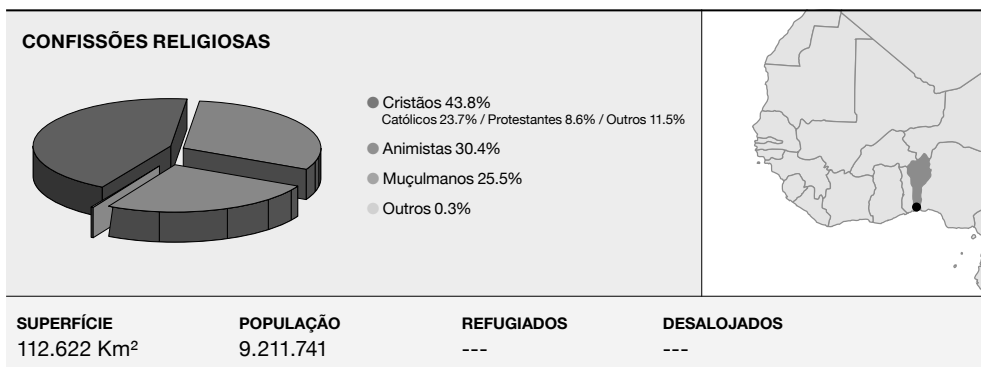 CONFISSÕES RELIGIOSAS
Cristãos 43.8%
Católicos 23.7% / Protestantes 8.6% / Outros 11.5%
Animistas 30.4%
Muçulmanos 25.5%
Outros 0.3%
SUPERFÍCIE POPULAÇÃO REFUGIADOS DESALOJADOS
112.622 Km² 9.211.741 --- ---